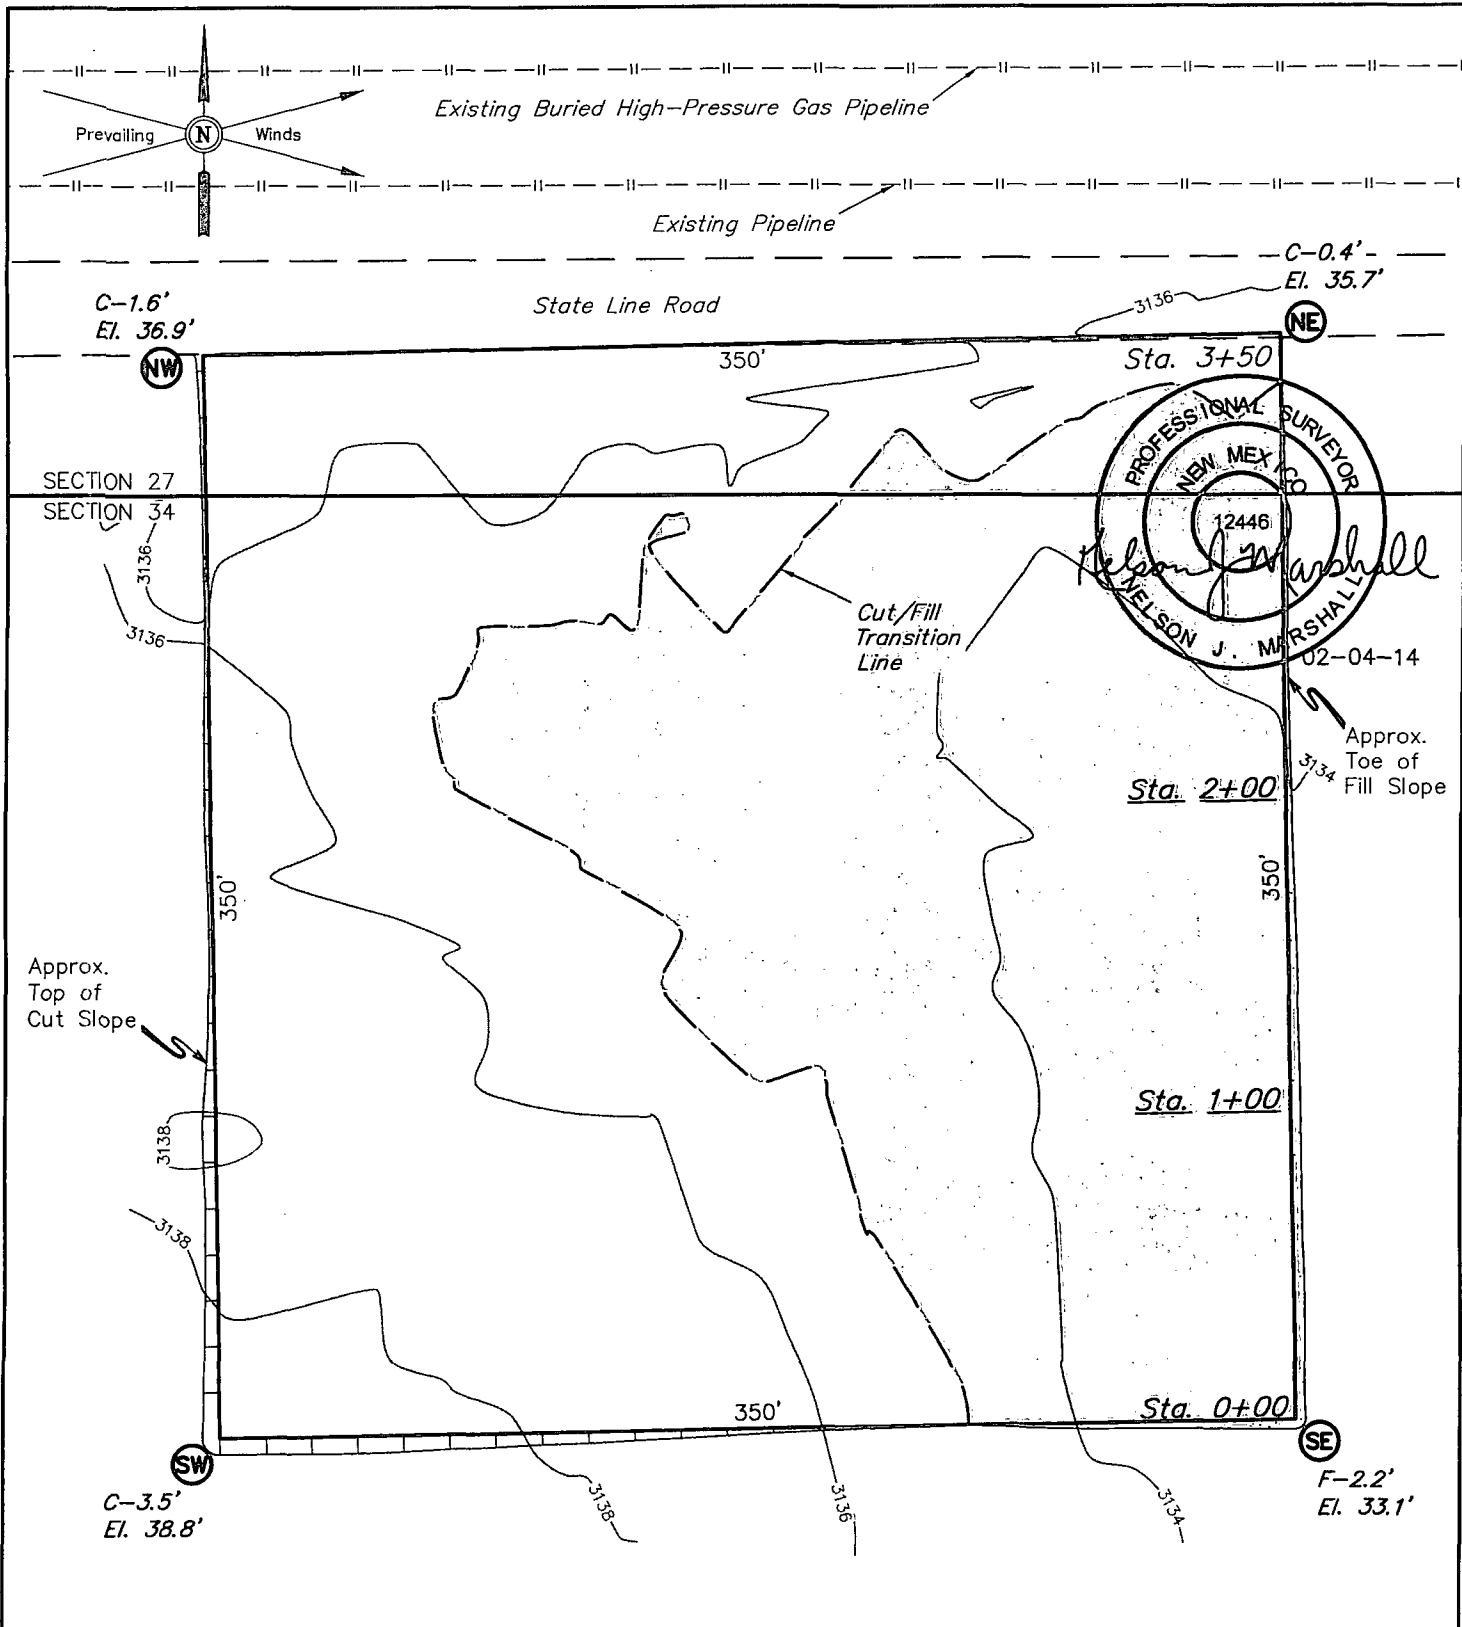 Existing Buried High-Pressure Gas Pipeline
Prevailing
N
Winds
Existing Pipeline
C-0.4'
El. 35.7'
C-1.6'
El. 36.9'
State Line Road
3136
NE
NW
350'
Sta. 3+50
PROFESSIONAL SURVEYOR
NEW MEXICO
12446
NELSON J. MARSHALL
Nelson J Marshall
02-04-14
SECTION 27
SECTION 34
3136
3136
Cut/Fill
Transition
Line
Approx.
Toe of
Fill Slope
3134
Sta. 2+00
350'
350'
Approx.
Top of
Cut Slope
Sta. 1+00
3138
3138
350'
Sta. 0+00
SW
SE
C-3.5'
El. 38.8'
3138
3136
3134
F-2.2'
El. 33.1'